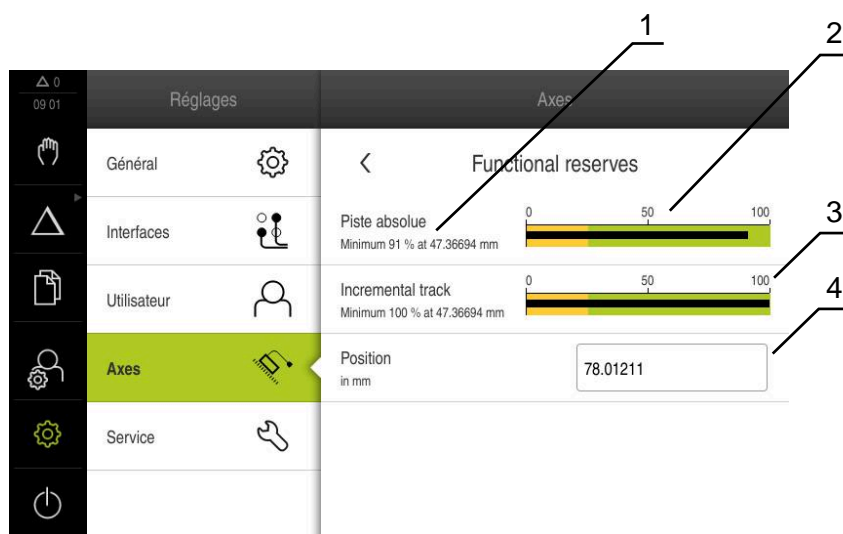 1
2
△ 0
09 01
Réglages
Axes
Général
Functional reserves
Interfaces
Piste absolue
Minimum 91 % at 47.36694 mm
0 50 100
3
Utilisateur
Incremental track
Minimum 100 % at 47.36694 mm
0 50 100
4
Axes
Position
in mm
78.01211
Service